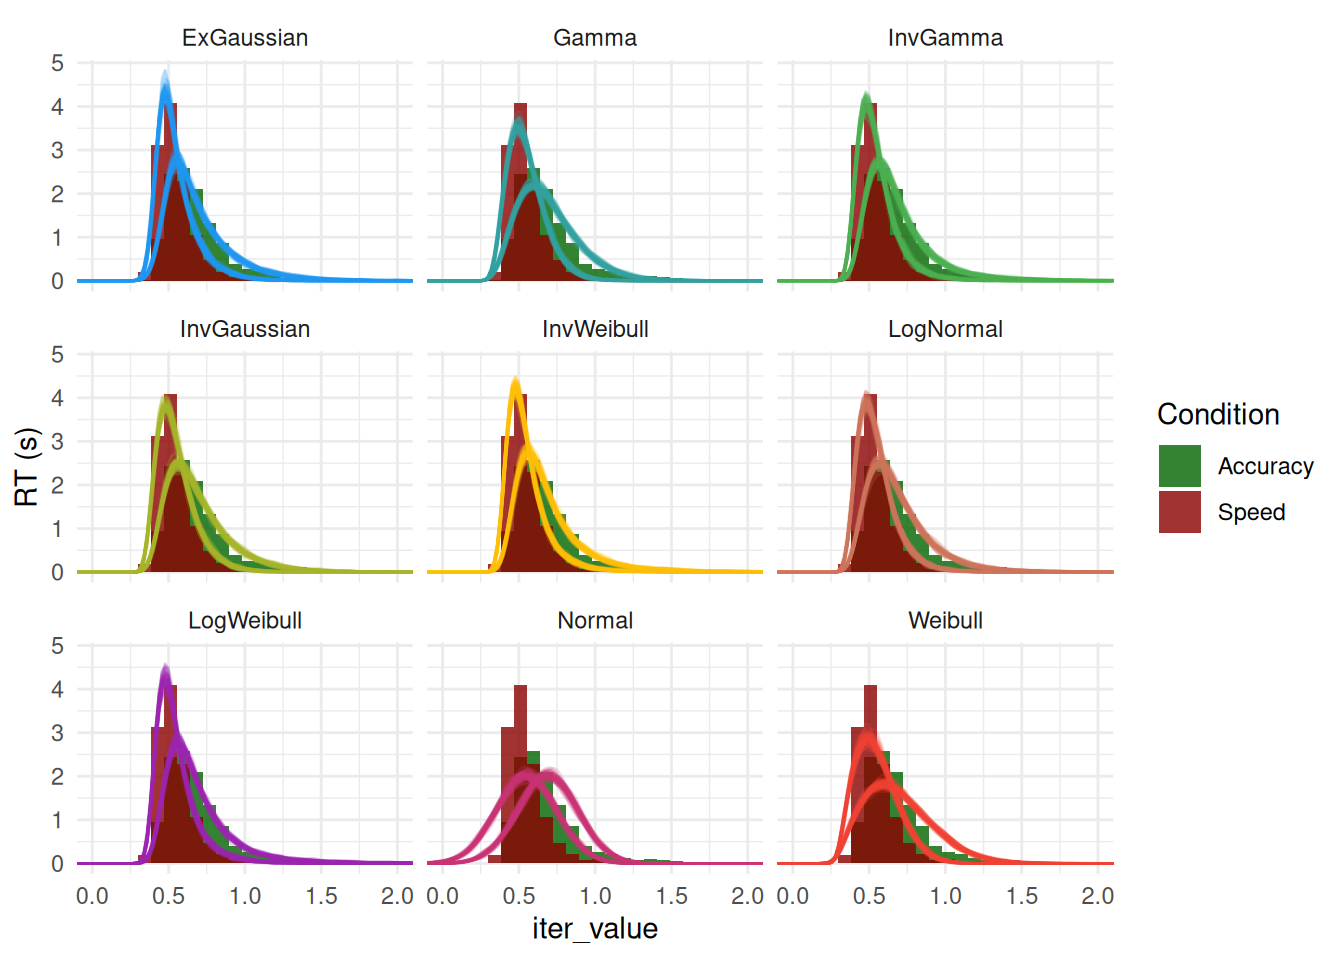 ExGaussian Gamma InvGamma
5
4
3
2
1
0
InvGaussian InvWeibull LogNormal
5
4
3
2
1
0
LogWeibull Normal Weibull
5
4
3
2
1
0
0.0 0.5 1.0 1.5 2.0 0.0 0.5 1.0 1.5 2.0 0.0 0.5 1.0 1.5 2.0
iter_value
RT (s)
Condition
Accuracy
Speed